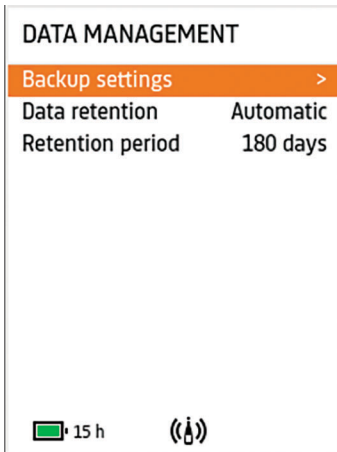 DATA MANAGEMENT
Backup settings >
Data retention Automatic
Retention period 180 days
15 h